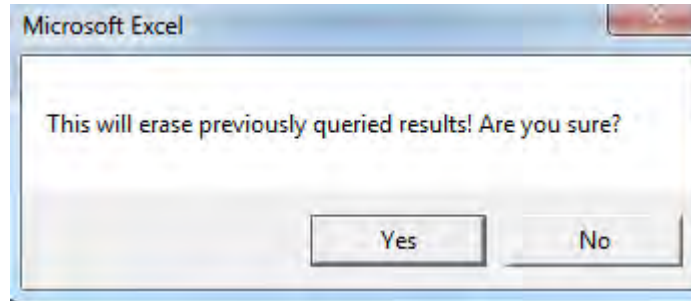 Microsoft Excel
This will erase previously queried results! Are you sure?
Yes
No